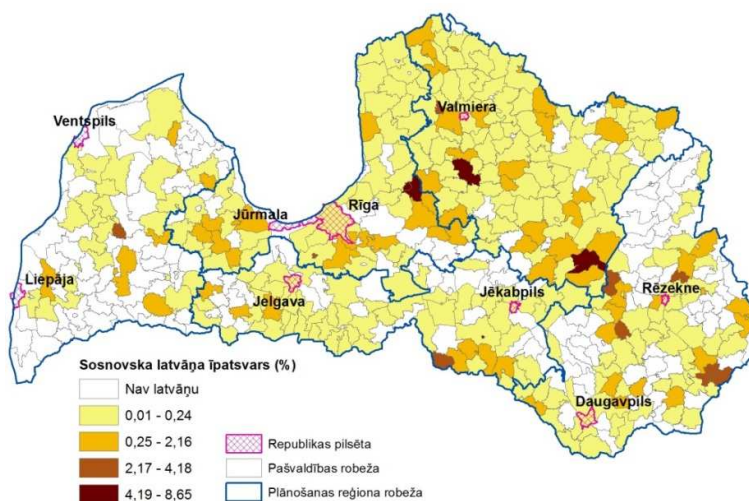 Ventspils
Valmiera
Rīga
Jūrmala
Liepāja
Jelgava
Jēkabpils
Rēzekne
Daugavpils
Sosnovska latvāņa īpatsvars (%)
Nav latvāņu
0,01 - 0,24
0,25 - 2,16
2,17 - 4,18
4,19 - 8,65
Republikas pilsēta
Pašvaldības robeža
Plānošanas reģiona robeža